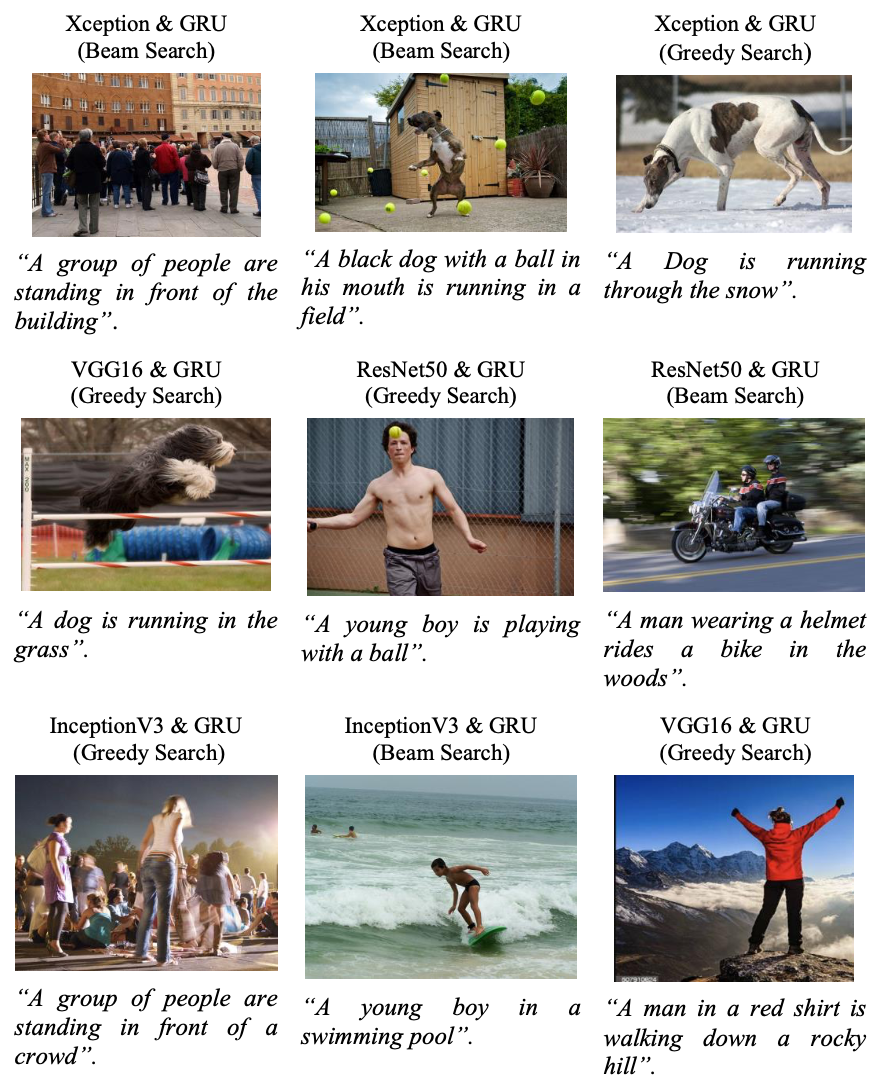 Xception & GRU
(Beam Search)
Xception & GRU
(Beam Search)
Xception & GRU
(Greedy Search)
“A group of people are
standing in front of the
building”.
“A black dog with a ball in
his mouth is running in a
field”.
“A Dog is running
through the snow”.
VGG16 & GRU
(Greedy Search)
ResNet50 & GRU
(Greedy Search)
ResNet50 & GRU
(Beam Search)
MAX 200
“A dog is running in the
grass”.
“A young boy is playing
with a ball”.
“A man wearing a helmet
rides a bike in the
woods”.
InceptionV3 & GRU
(Greedy Search)
InceptionV3 & GRU
(Beam Search)
VGG16 & GRU
(Greedy Search)
“A group of people are
standing in front of a
crowd”.
“A young boy in a
swimming pool”.
“A man in a red shirt is
walking down a rocky
hill”.